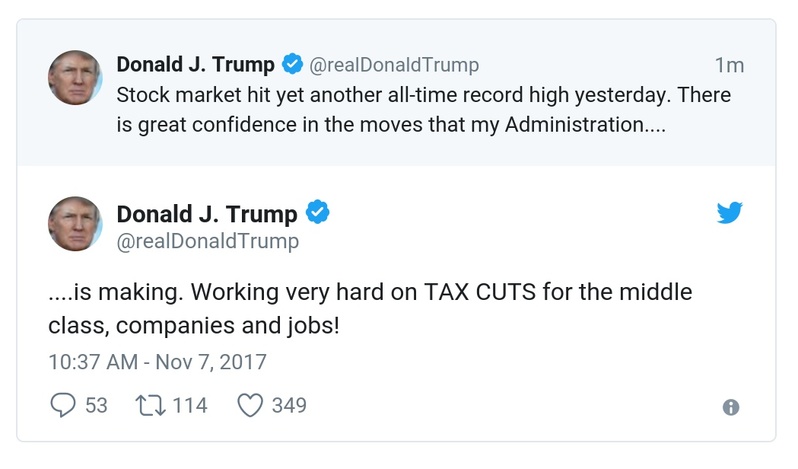 Donald J. Trump @realDonaldTrump 1m
Stock market hit yet another all-time record high yesterday. There
is great confidence in the moves that my Administration....
Donald J. Trump
@realDonaldTrump
....is making. Working very hard on TAX CUTS for the middle
class, companies and jobs!
10:37 AM - Nov 7, 2017
53 114 349